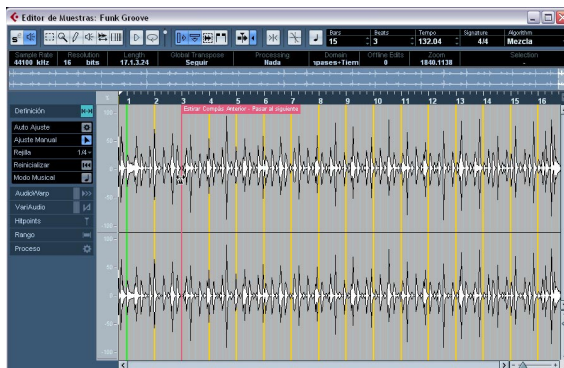 Editor de Muestras: Funk Groove
Bars Beats Tempo Signature Algorithm
15 3 132.04 4/4 Mezcla
Sample Rate Resolution Length Global Transpose Processing Domain Offline Edits Zoom Selection
44100 kHz 16 bits 17.1.3.24 Seguir Nada ıpases+Tiem 0 1840.1138 -
1 2 3 4 5 6 7 8 9 10 11 12 13 14 15 16
Definición
Estirar Compás Anterior - Pasar al siguiente
Auto Ajuste
Ajuste Manual
Rejilla 1/4
Reinicializar
Modo Musical
AudioWarp
VariAudio
Hitpoints
Rango
Proceso